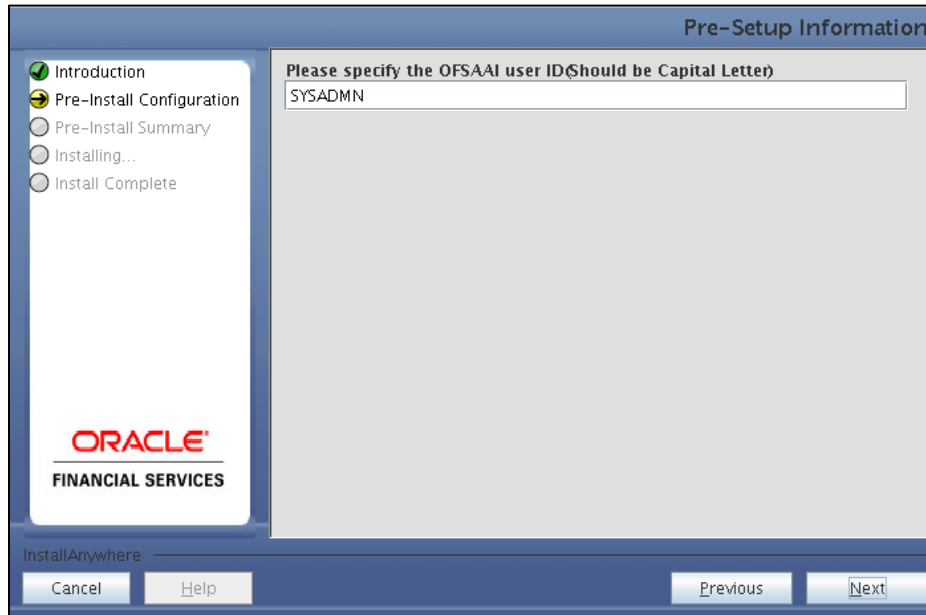 Pre-Setup Information
Introduction
Pre-Install Configuration
Pre-Install Summary
Installing...
Install Complete
Please specify the OFSAAI user ID(Should be Capital Letter)
SYSADMN
ORACLE'
FINANCIAL SERVICES
InstallAnywhere
Cancel
Help
Previous
Next